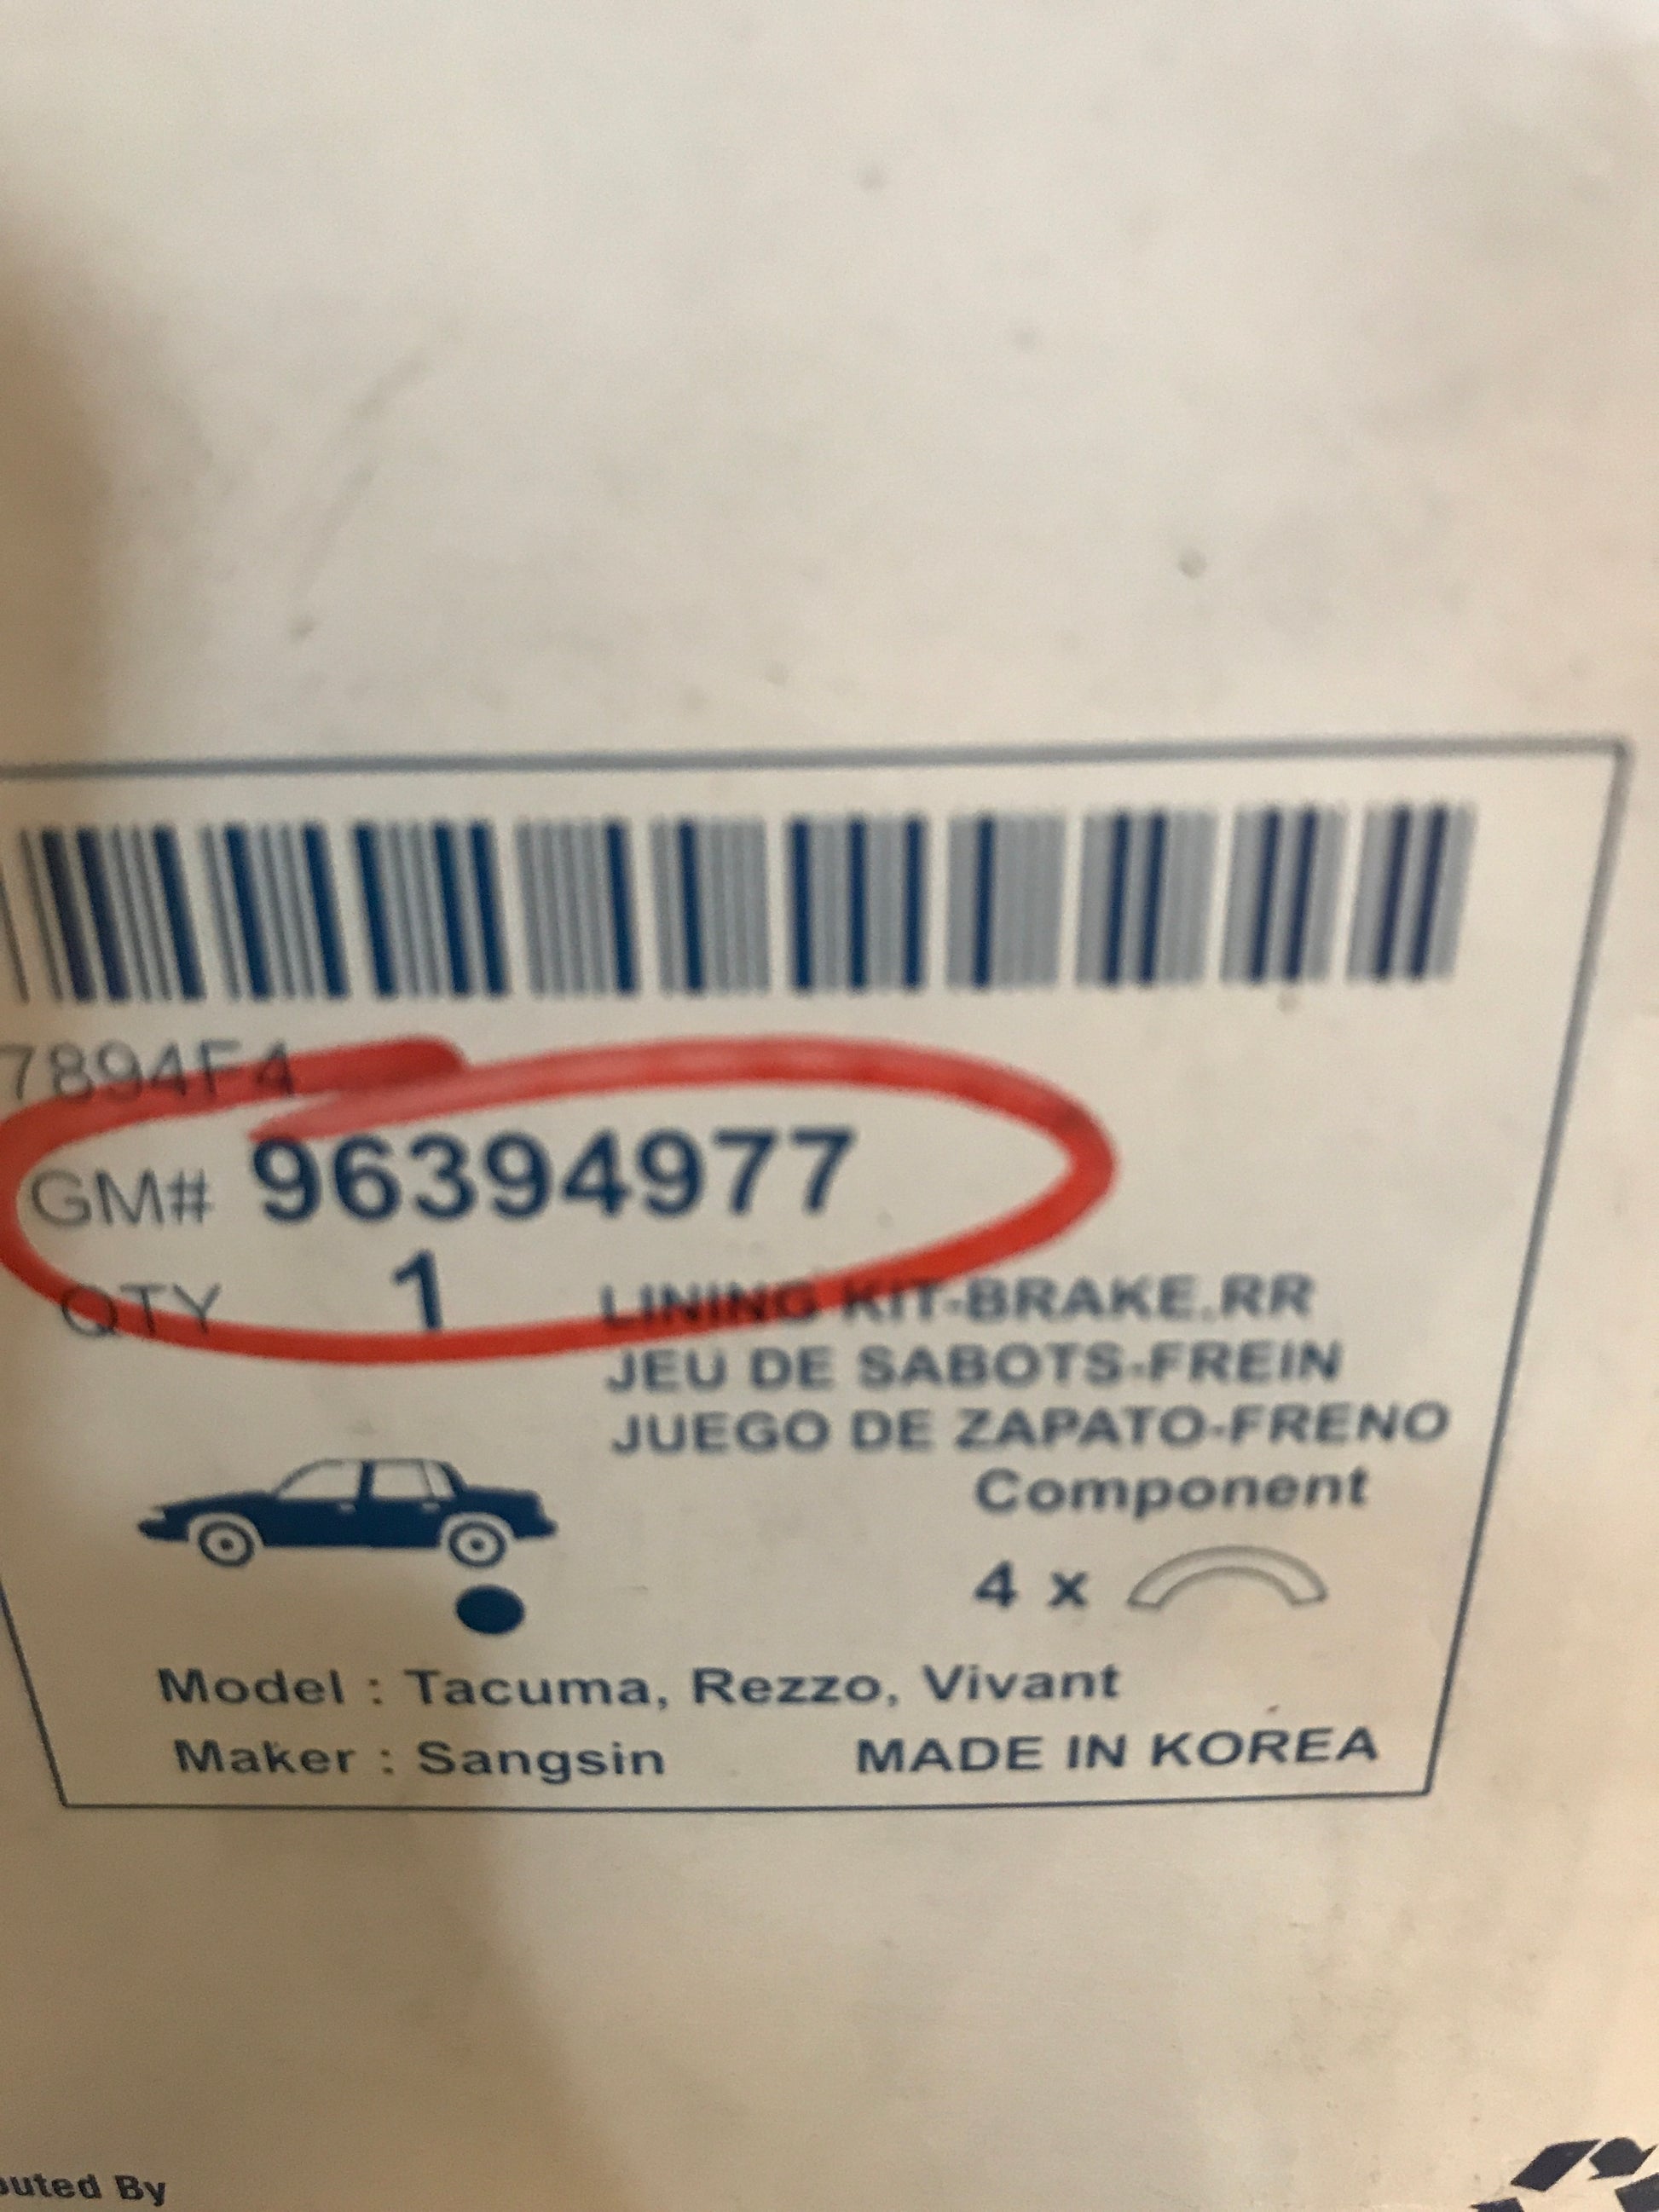 7894F4
GM# 96394977
QTY 1 LINING KIT-BRAKE.RR
JEU DE SABOTS-FREIN
JUEGO DE ZAPATO-FRENO
Component
4 x
Model : Tacuma, Rezzo, Vivant
Maker : Sangsin MADE IN KOREA
By